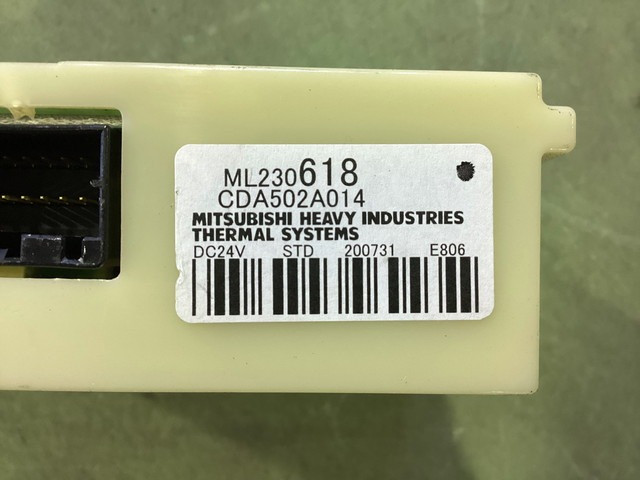 ML230618
CDA502A014
MITSUBISHI HEAVY INDUSTRIES
THERMAL SYSTEMS
DC24V STD 200731 E806